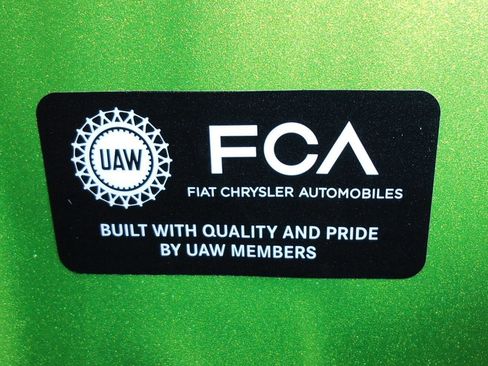 UAW
FCA
FIAT CHRYSLER AUTOMOBILES
BUILT WITH QUALITY AND PRIDE
BY UAW MEMBERS